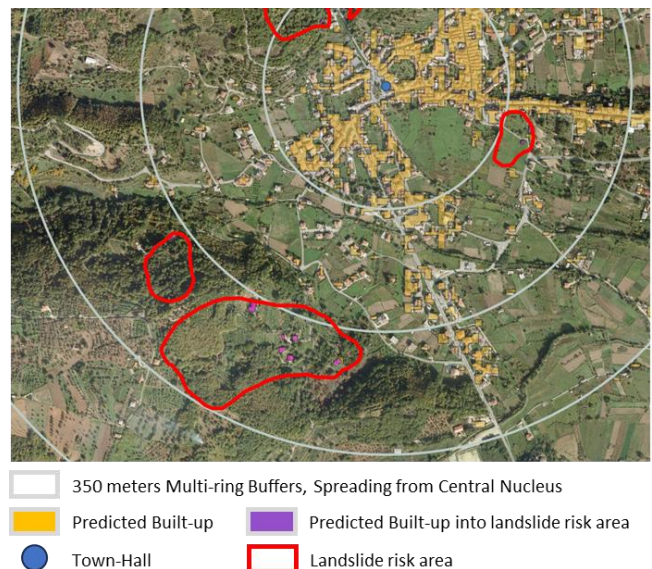 350 meters Multi-ring Buffers, Spreading from Central Nucleus
Predicted Built-up
Predicted Built-up into landslide risk area
Town-Hall
Landslide risk area